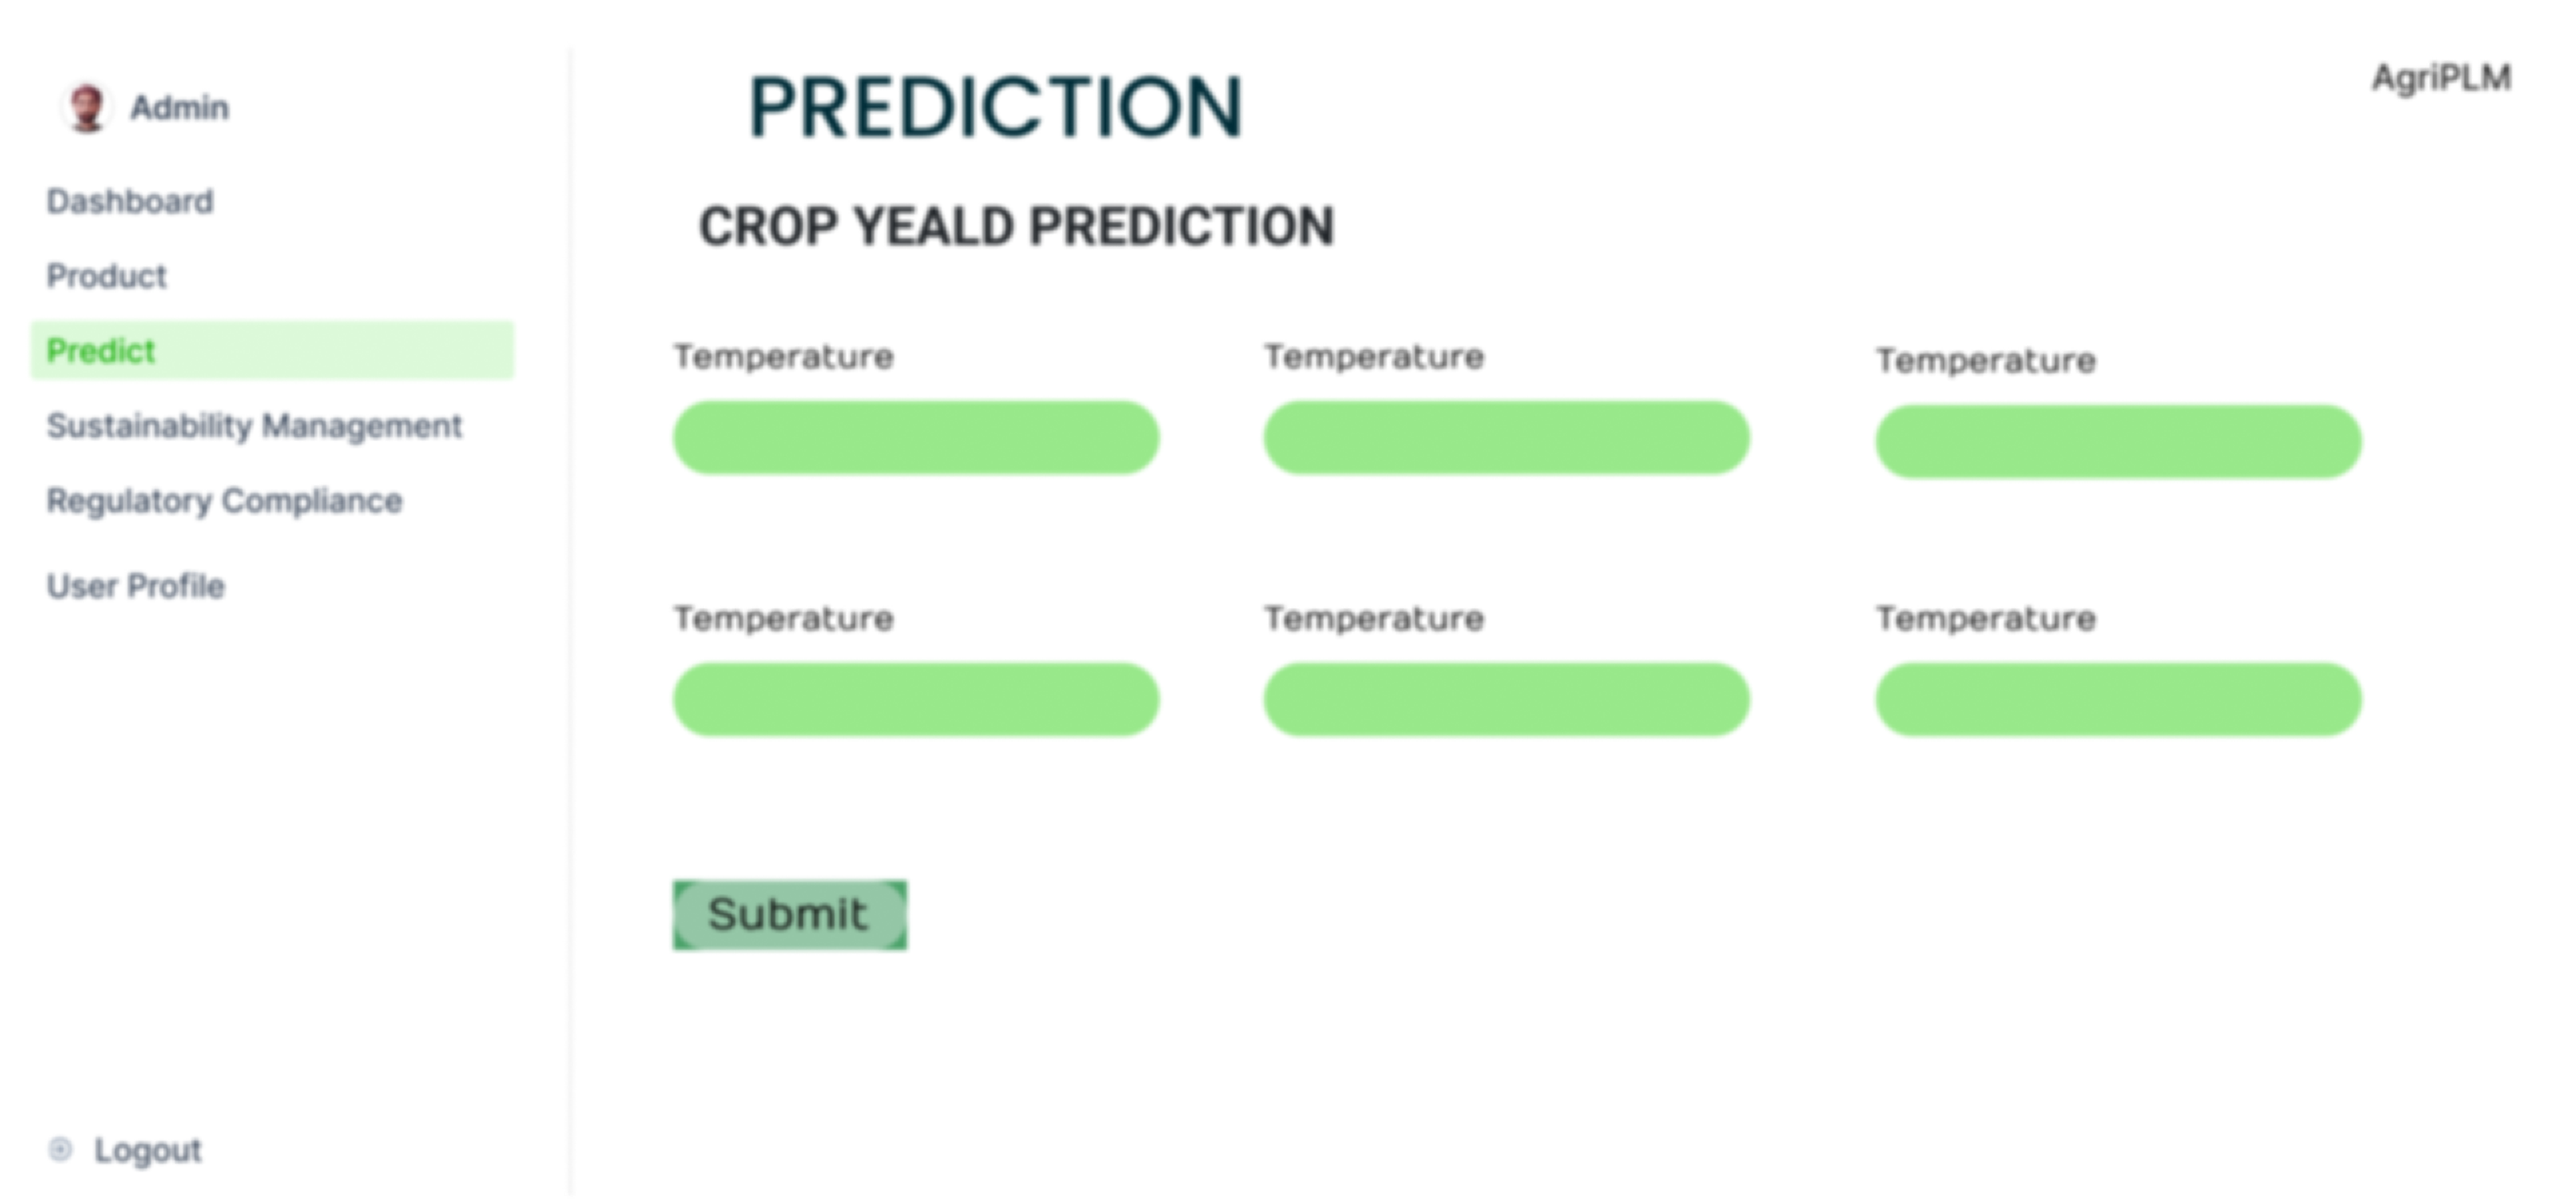 Admin
Dashboard
Product
Predict
Sustainability Management
Regulatory Compliance
User Profile
Logout
PREDICTION
AgriPLM
CROP YEALD PREDICTION
Temperature
Temperature
Temperature
Temperature
Temperature
Temperature
Submit